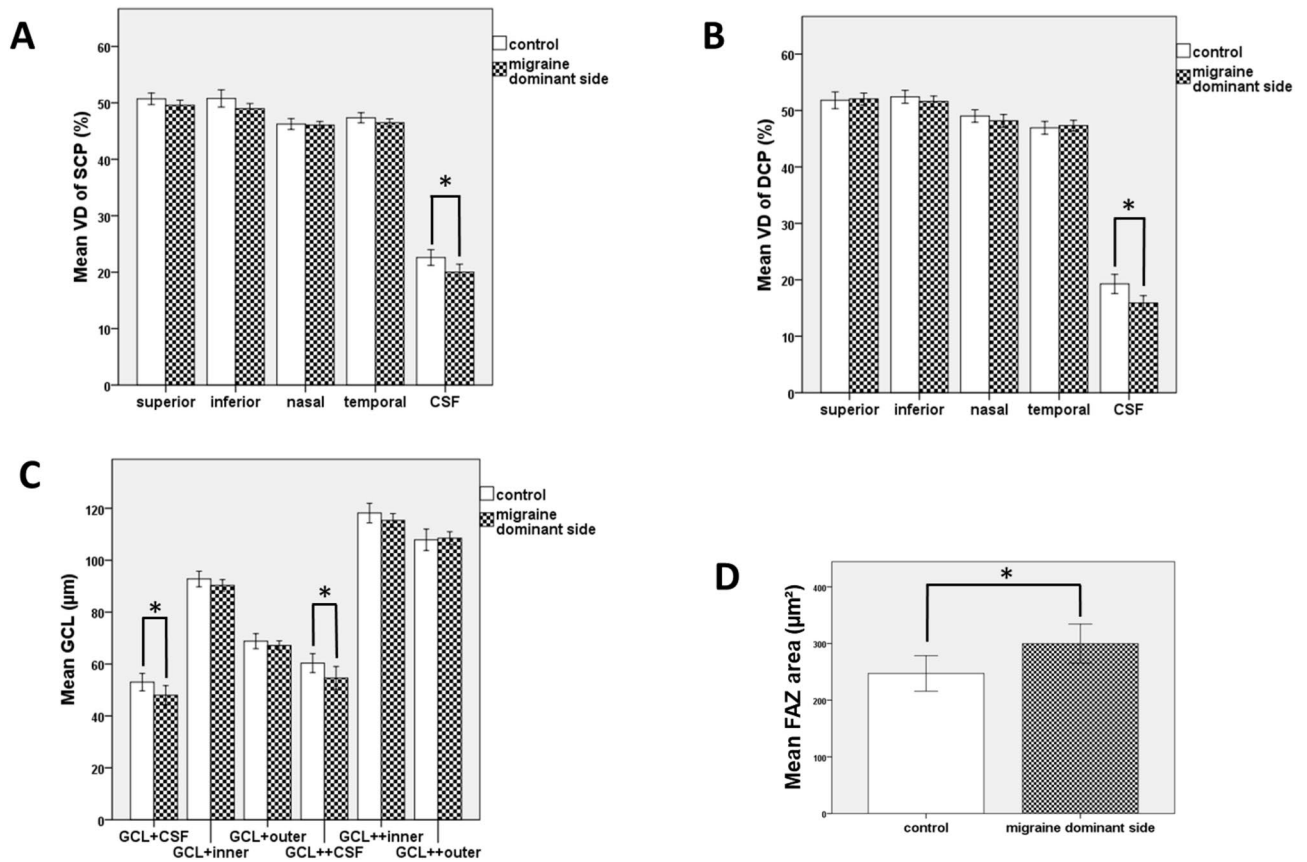 A
Mean VD of SCP (%)
60
50
40
30
20
10
0
*
superior inferior nasal temporal CSF
control
migraine
dominant side
B
Mean VD of DCP (%)
60
50
40
30
20
10
0
*
superior inferior nasal temporal CSF
control
migraine
dominant side
C
Mean GCL (µm)
120
100
80
60
40
20
0
*
*
GCL+CSF GCL+outer GCL++inner
GCL+inner GCL++CSF GCL++outer
control
migraine
dominant side
D
Mean FAZ area (µm²)
400
300
200
100
0
*
control migraine dominant side